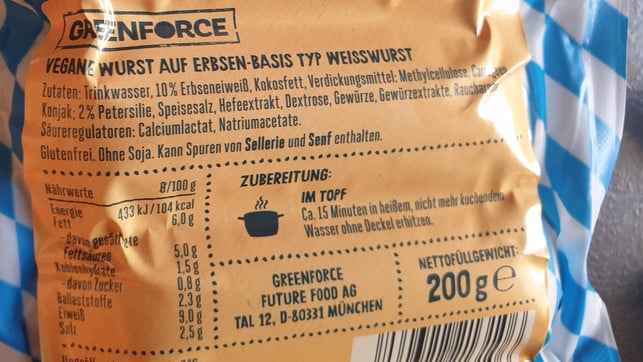 GREENFORCE
VEGANE WURST AUF ERBSEN-BASIS TYP WEISSWURST
Zutaten: Trinkwasser, 10% Erbseneiweiß, Kokosfett, Verdickungsmittel: Methylcellulose,
Konjak; 2% Petersilie, Speisesalz, Hefeextrakt, Dextrose, Gewürze, Gewürzextrakte,
Säureregulatoren: Calciumlactat, Natriumacetate.
Glutenfrei. Ohne Soja. Kann Spuren von Sellerie und Senf enthalten.
Nährwerte 8/100 g
Energie 433 kJ/104 kcal
Fett 6,0 g
- davon gesättigte
Fettsäuren 5,0 g
Kohlenhydrate 1,5 g
- davon Zucker 0,8 g
Ballaststoffe 2,3 g
Eiweiß 9,0 g
Salz 2,5 g
ZUBEREITUNG:
IM TOPF
Ca. 15 Minuten in heißem, nicht mehr kochendem
Wasser ohne Deckel erhitzen.
GREENFORCE
FUTURE FOOD AG
TAL 12, D-80331 MÜNCHEN
NETTOFÜLLGEWICHT:
200 g e